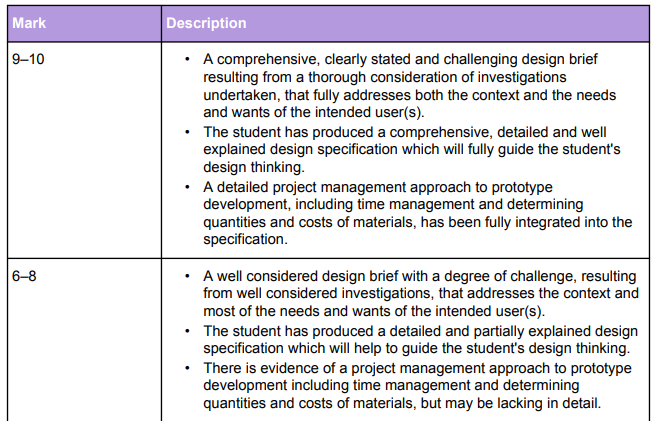 Mark Description
9–10
• A comprehensive, clearly stated and challenging design brief
resulting from a thorough consideration of investigations
undertaken, that fully addresses both the context and the needs
and wants of the intended user(s).
• The student has produced a comprehensive, detailed and well
explained design specification which will fully guide the student's
design thinking.
• A detailed project management approach to prototype
development, including time management and determining
quantities and costs of materials, has been fully integrated into the
specification.
6–8
• A well considered design brief with a degree of challenge, resulting
from well considered investigations, that addresses the context and
most of the needs and wants of the intended user(s).
• The student has produced a detailed and partially explained design
specification which will help to guide the student's design thinking.
• There is evidence of a project management approach to prototype
development including time management and determining
quantities and costs of materials, but may be lacking in detail.